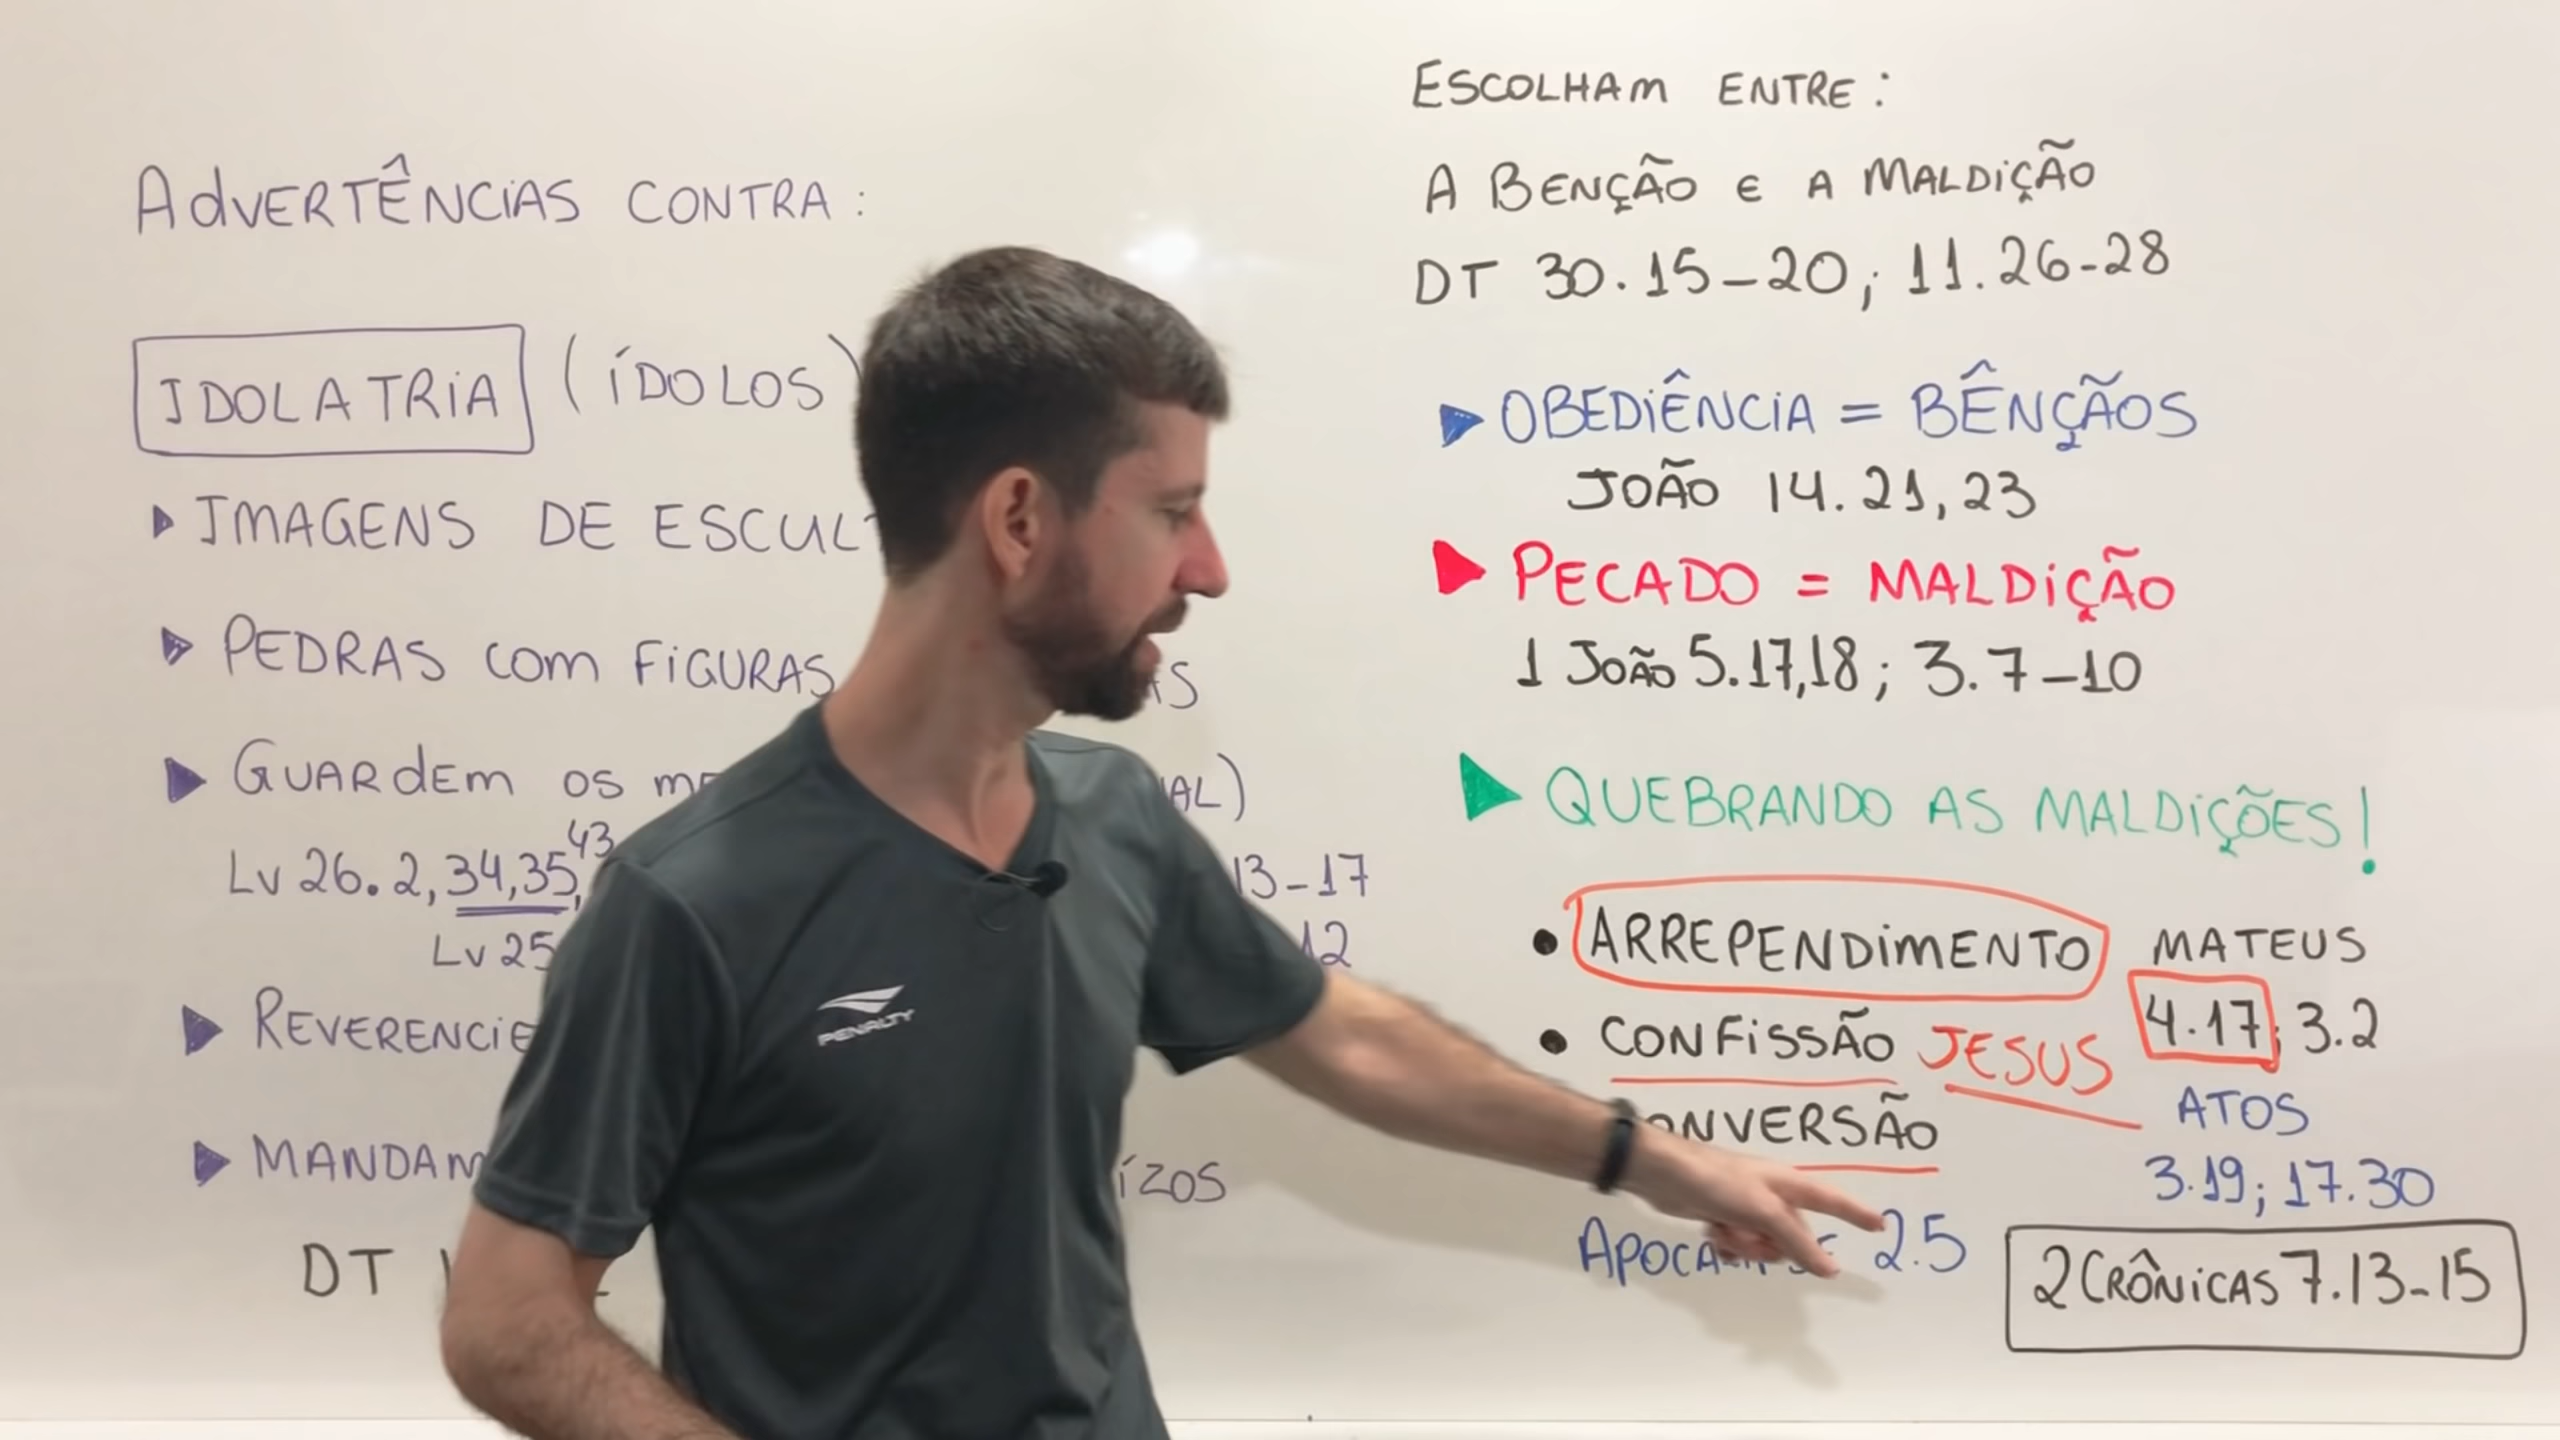 ADVERTÊNCIAS CONTRA:
IDOLATRIA (ÍDOLOS)
IMAGENS DE
PEDRAS COM FIGURAS
GUARDEM OS
AL)
Lv 26.2,34,35,43
13-17
Lv 25
12
REVERENCIE
MANDAM
ÍZOS
DT
PENALTY
ESCOLHAM ENTRE:
A BENÇÃO E A MALDIÇÃO
DT 30.15-20; 11.26-28
OBEDIÊNCIA = BÊNÇÃOS
JOÃO 14.21,23
PECADO = MALDIÇÃO
1 JOÃO 5.17,18; 3.7-10
QUEBRANDO AS MALDIÇÕES!
• ARREPENDIMENTO MATEUS
4.17; 3.2
• CONFISSÃO JESUS
ONVERSÃO
ATOS
3.19; 17.30
2.5
2 CRÔNICAS 7.13-15